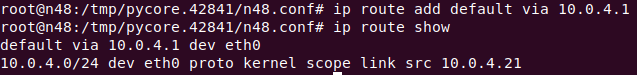 root@n48:/tmp/pycore.42841/n48.conf# ip route add default via 10.0.4.1
root@n48:/tmp/pycore.42841/n48.conf# ip route show
default via 10.0.4.1 dev eth0
10.0.4.0/24 dev eth0 proto kernel scope link src 10.0.4.21